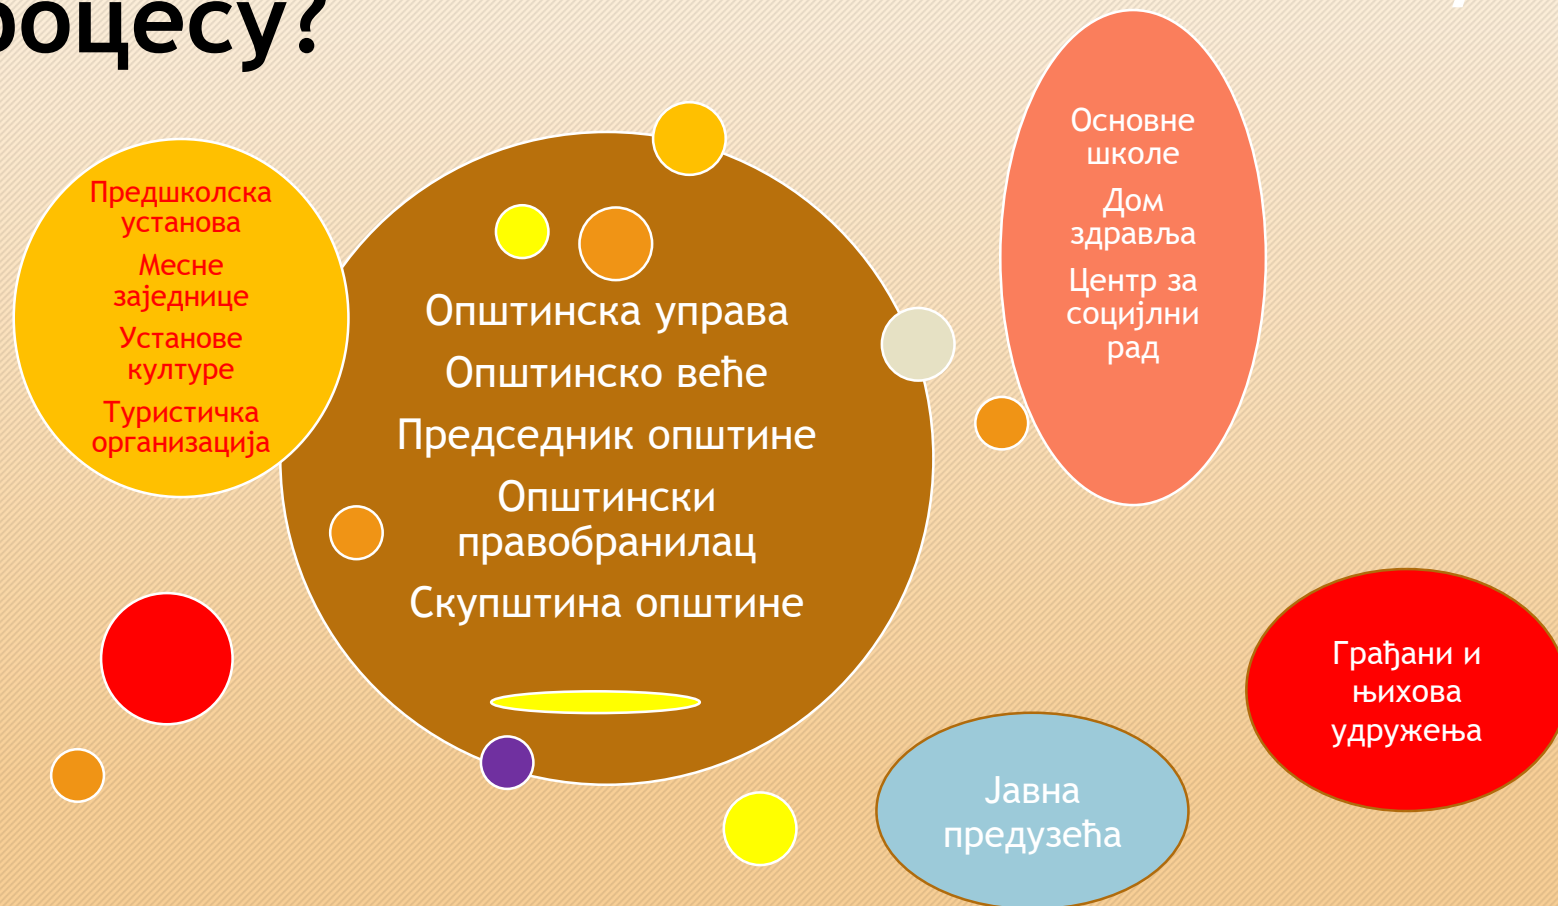 роцесу?
Предшколска
установа
Месне
заједнице
Установе
културе
Туристичка
организација
Општинска управа
Општинско веће
Председник општине
Општински
правобранилац
Скупштина општине
Основне
школе
Дом
здравља
Центр за
социјлни
рад
Јавна
предузећа
Грађани и
њихова
удружења